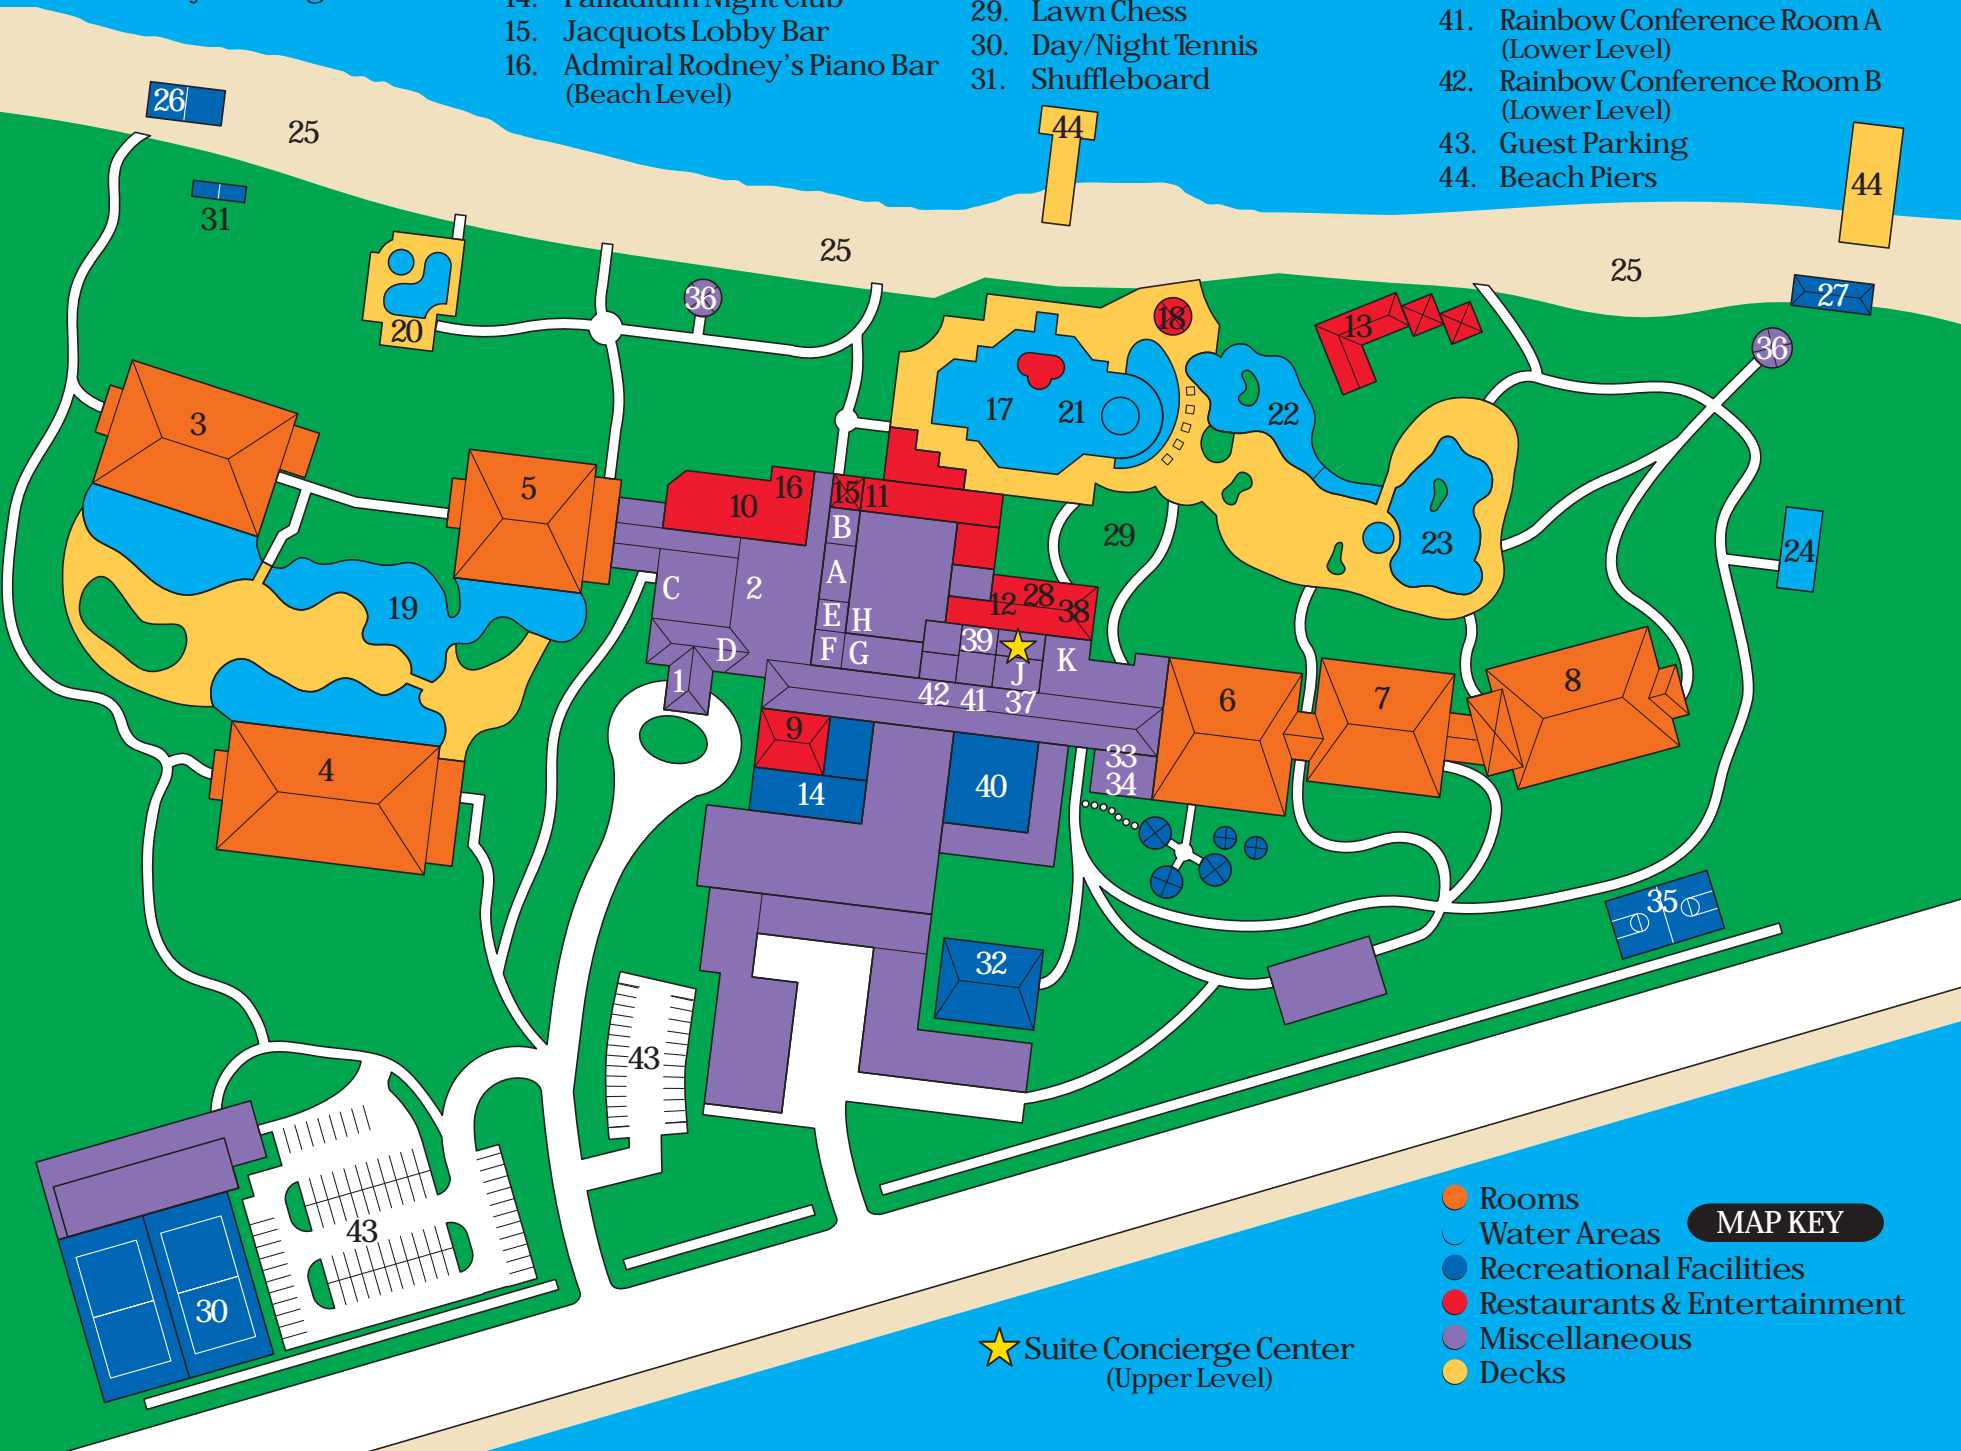 14. Palladium Night Club
15. Jacquots Lobby Bar
16. Admiral Rodney's Piano Bar
(Beach Level)
29. Lawn Chess
30. Day/Night Tennis
31. Shuffleboard
41. Rainbow Conference Room A
(Lower Level)
42. Rainbow Conference Room B
(Lower Level)
43. Guest Parking
44. Beach Piers
26
25
44
44
31
25
25
27
36
20
18
13
36
3
17
21
22
5
16
15
11
10
B
29
23
24
A
C
2
28
12
38
19
E
H
39
F
G
D
K
J
1
42
41
37
6
7
8
9
33
34
4
14
40
35
32
43
43
30
Rooms
Water Areas
MAP KEY
Recreational Facilities
Restaurants & Entertainment
Miscellaneous
Decks
Suite Concierge Center
(Upper Level)